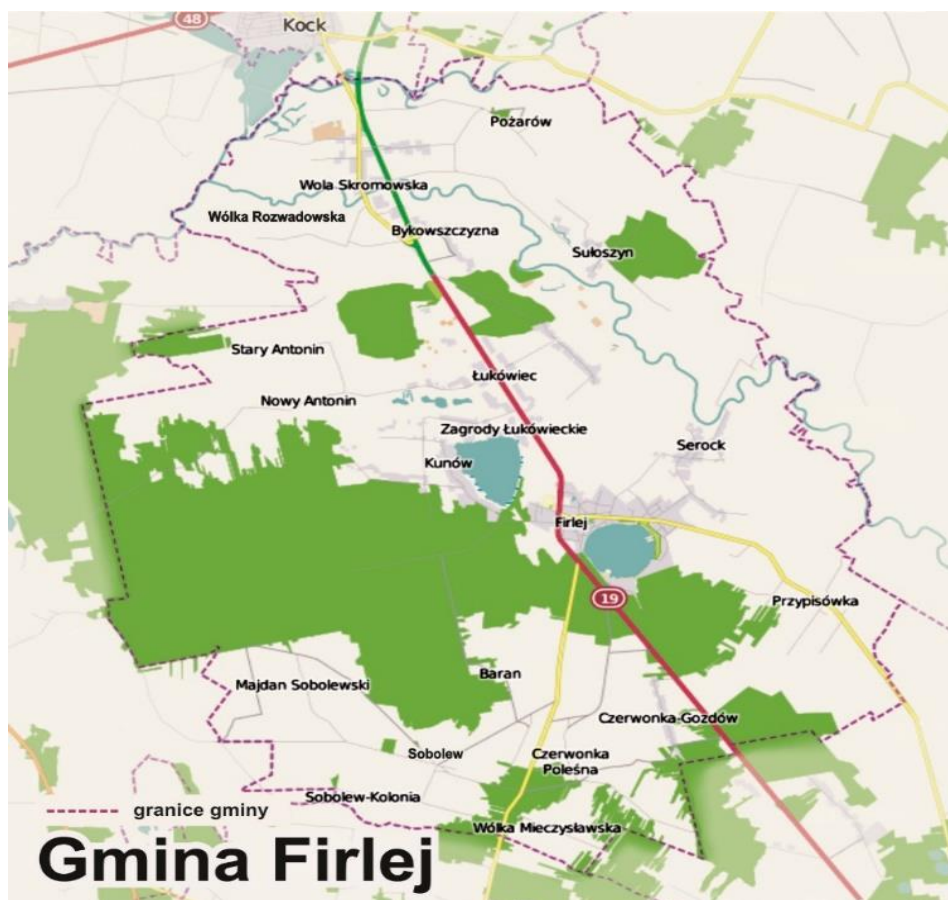 48
Kock
Pożarów
Wola Skromowska
Wólka Rozwadowska
Bykowszczyzna
Sułoszyn
Stary Antonin
Łukówiec
Nowy Antonin
Zagrody Łukówieckie
Serock
Kunów
Firlej
19
Przypisówka
Baran
Majdan Sobolewski
Czerwonka-Gozdów
Sobolew
Czerwonka
Poleśna
Sobolew-Kolonia
granice gminy
Wólka Mieczysławska
Gmina Firlej